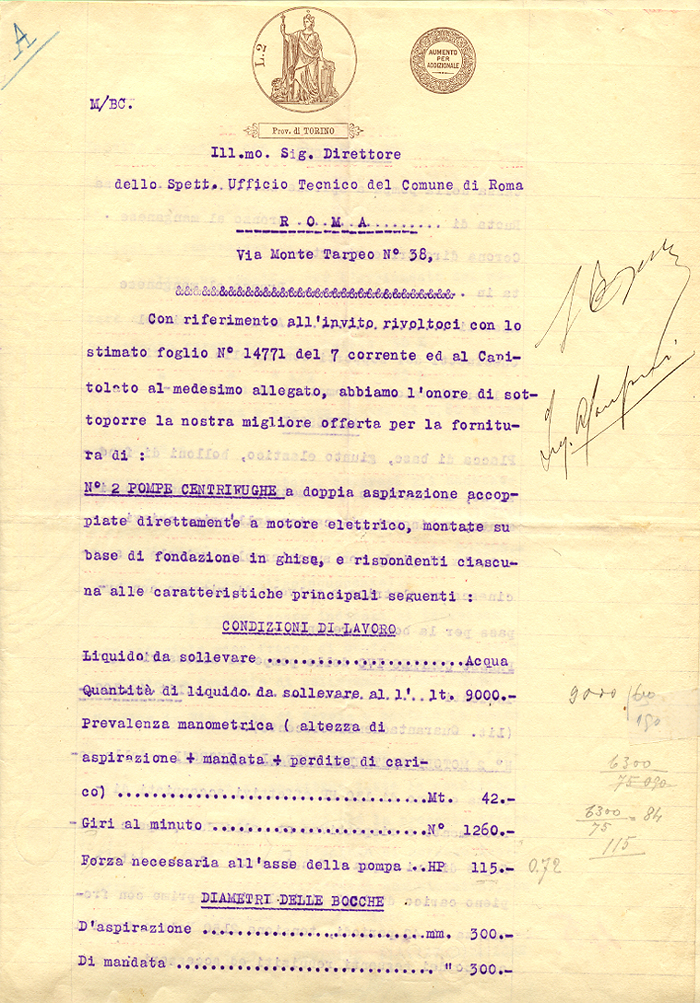 A
L. 2
AUMENTO
PER
ADDIZIONALE
Prov. di TORINO
M/BC.
Ill.mo. Sig. Direttore
dello Spett. Ufficio Tecnico del Comune di Roma
R O M A
Via Monte Tarpeo N° 38,
&&&&&&&&&&&&&&&&&&&&&&&&&&&&&&&&&&&&.
Con riferimento all'invito rivoltoci con lo
stimato foglio N° 14771 del 7 corrente ed al Capi-
tolato al medesimo allegato, abbiamo l'onore di sot-
toporre la nostra migliore offerta per la fornitu-
ra di :
N° 2 POMPE CENTRIFUGHE a doppia aspirazione accop-
piate direttamente a motore elettrico, montate su
base di fondazione in ghisa, e rispondenti ciascu-
na alle caratteristiche principali seguenti :
CONDIZIONI DI LAVORO
Liquido da sollevare ........................Acqua
Quantità di liquido da sollevare al 1' lt. 9000.-
Prevalenza manometrica ( altezza di
aspirazione + mandata + perdite di cari-
co) .....................................Mt. 42.-
Giri al minuto .........................N° 1260.-
Forza necessaria all'asse della pompa ..HP 115.- 0.72
DIAMETRI DELLE BOCCHE
D'aspirazione ..........................mm. 300.-
Di mandata ............................." 300.-
Ing.
9000
6300
75
6300
75
84
115